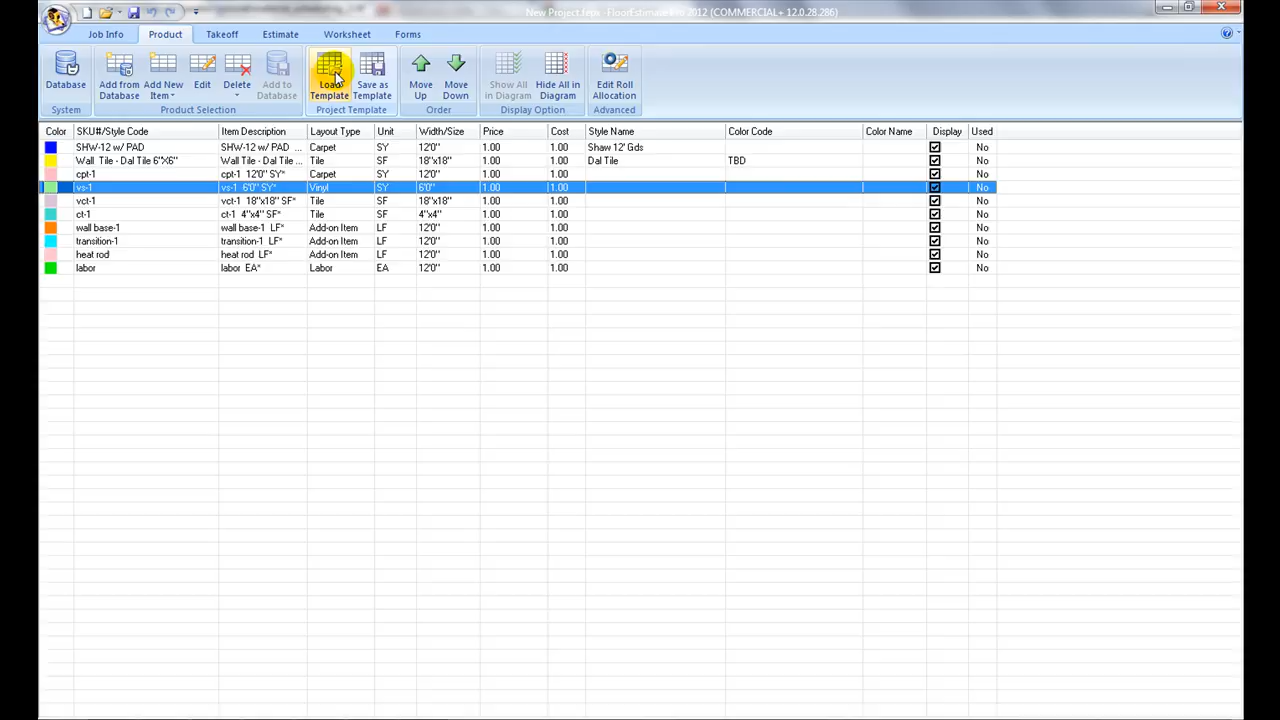 New Project.fepx - FloorEstimate Pro 2012 (COMMERCIAL+ 12.0.28.286)
Job Info Product Takeoff Estimate Worksheet Forms
Database Add from Database Add New Item Edit Delete Add to Database Load Template Save as Template Move Up Move Down Show All in Diagram Hide All in Diagram Edit Roll Allocation
System Product Selection Project Template Order Display Option Advanced
Color SKU#/Style Code Item Description Layout Type Unit Width/Size Price Cost Style Name Color Code Color Name Display Used
SHW-12 w/ PAD SHW-12 w/ PAD ... Carpet SY 12'0" 1.00 1.00 Shaw 12' Gds No
Wall Tile - Dal Tile 6"X6" Wall Tile - Dal Tile ... Tile SF 18"x18" 1.00 1.00 Dal Tile TBD No
cpt-1 cpt-1 12'0" SY* Carpet SY 12'0" 1.00 1.00 No
vs-1 vs-1 6'0" SY* Vinyl SY 6'0" 1.00 1.00 No
vct-1 vct-1 18"x18" SF* Tile SF 18"x18" 1.00 1.00 No
ct-1 ct-1 4"x4" SF* Tile SF 4"x4" 1.00 1.00 No
wall base-1 wall base-1 LF* Add-on Item LF 12'0" 1.00 1.00 No
transition-1 transition-1 LF* Add-on Item LF 12'0" 1.00 1.00 No
heat rod heat rod LF* Add-on Item LF 12'0" 1.00 1.00 No
labor labor EA* Labor EA 12'0" 1.00 1.00 No